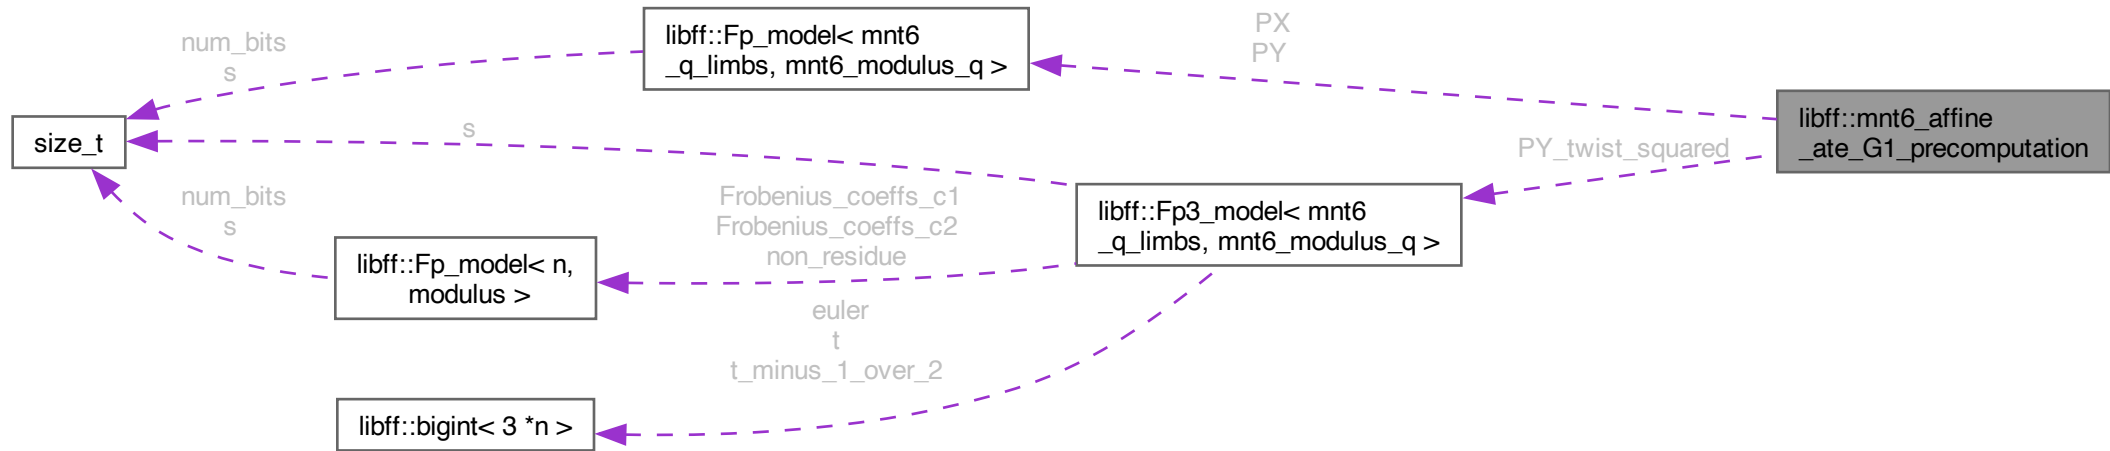 num_bits
s
size_t
num_bits
s
libff::Fp_model< mnt6
_q_limbs, mnt6_modulus_q >
s
Frobenius_coeffs_c1
Frobenius_coeffs_c2
non_residue
libff::Fp_model< n,
modulus >
euler
t
t_minus_1_over_2
libff::bigint< 3 *n >
PX
PY
libff::Fp3_model< mnt6
_q_limbs, mnt6_modulus_q >
PY_twist_squared
libff::mnt6_affine
_ate_G1_precomputation